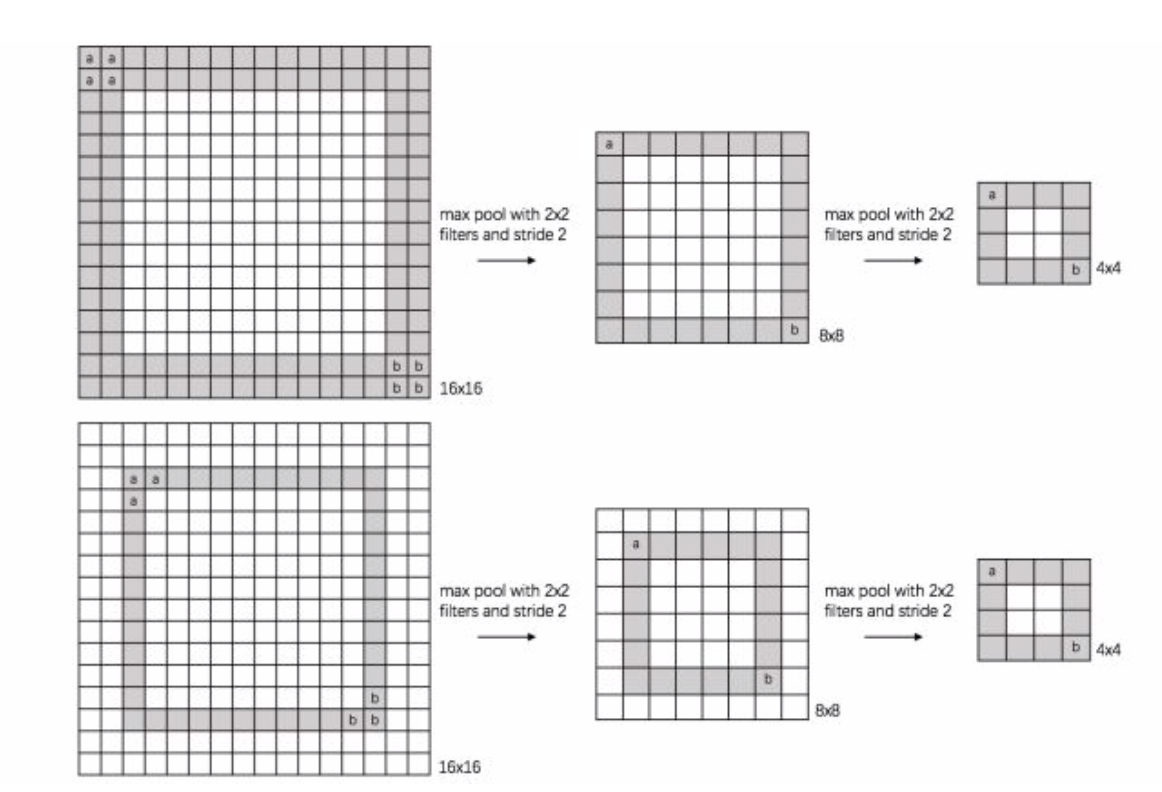 a a
a a
b b
b b
16x16
max pool with 2x2
filters and stride 2
a
b
8x8
max pool with 2x2
filters and stride 2
a
b
4x4
a a
a
b
b b
16x16
max pool with 2x2
filters and stride 2
a
b
8x8
max pool with 2x2
filters and stride 2
a
b
4x4